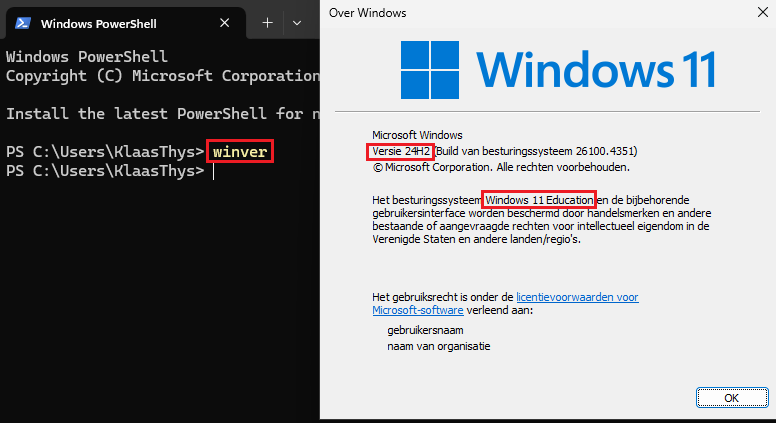 Windows PowerShell
Windows PowerShell
Copyright (C) Microsoft Corporation
Install the latest PowerShell for n
PS C:\Users\KlaasThys> winver
PS C:\Users\KlaasThys>
Over Windows
Windows 11
Microsoft Windows
Versie 24H2 (Build van besturingssysteem 26100.4351)
© Microsoft Corporation. Alle rechten voorbehouden.
Het besturingssysteem Windows 11 Education en de bijbehorende
gebruikersinterface worden beschermd door handelsmerken en andere
bestaande of aangevraagde rechten voor intellectueel eigendom in de
Verenigde Staten en andere landen/regio's.
Het gebruiksrecht is onder de licentievoorwaarden voor
Microsoft-software verleend aan:
gebruikersnaam
naam van organisatie
OK